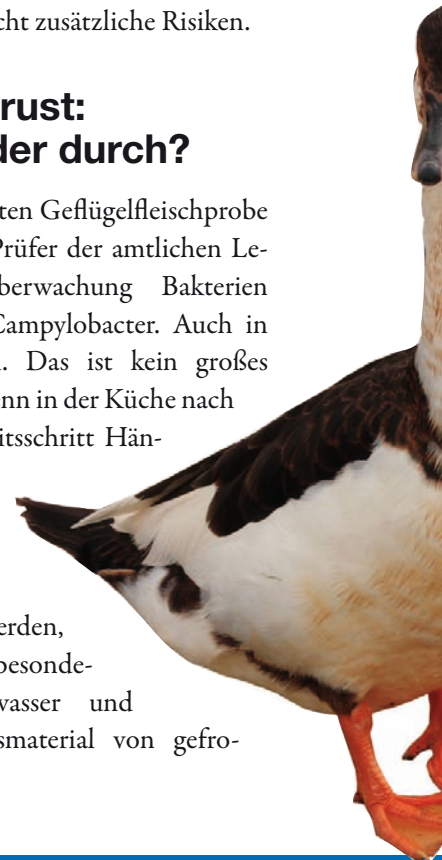 cht zusätzliche Risiken.
rust:
der durch?
ten Geflügelfleischprobe
Prüfer der amtlichen Le-
berwachung Bakterien
Campylobacter. Auch in
. Das ist kein großes
enn in der Küche nach
itsschritt Hän-
erden,
besonde-
wasser und
smaterial von gefro-